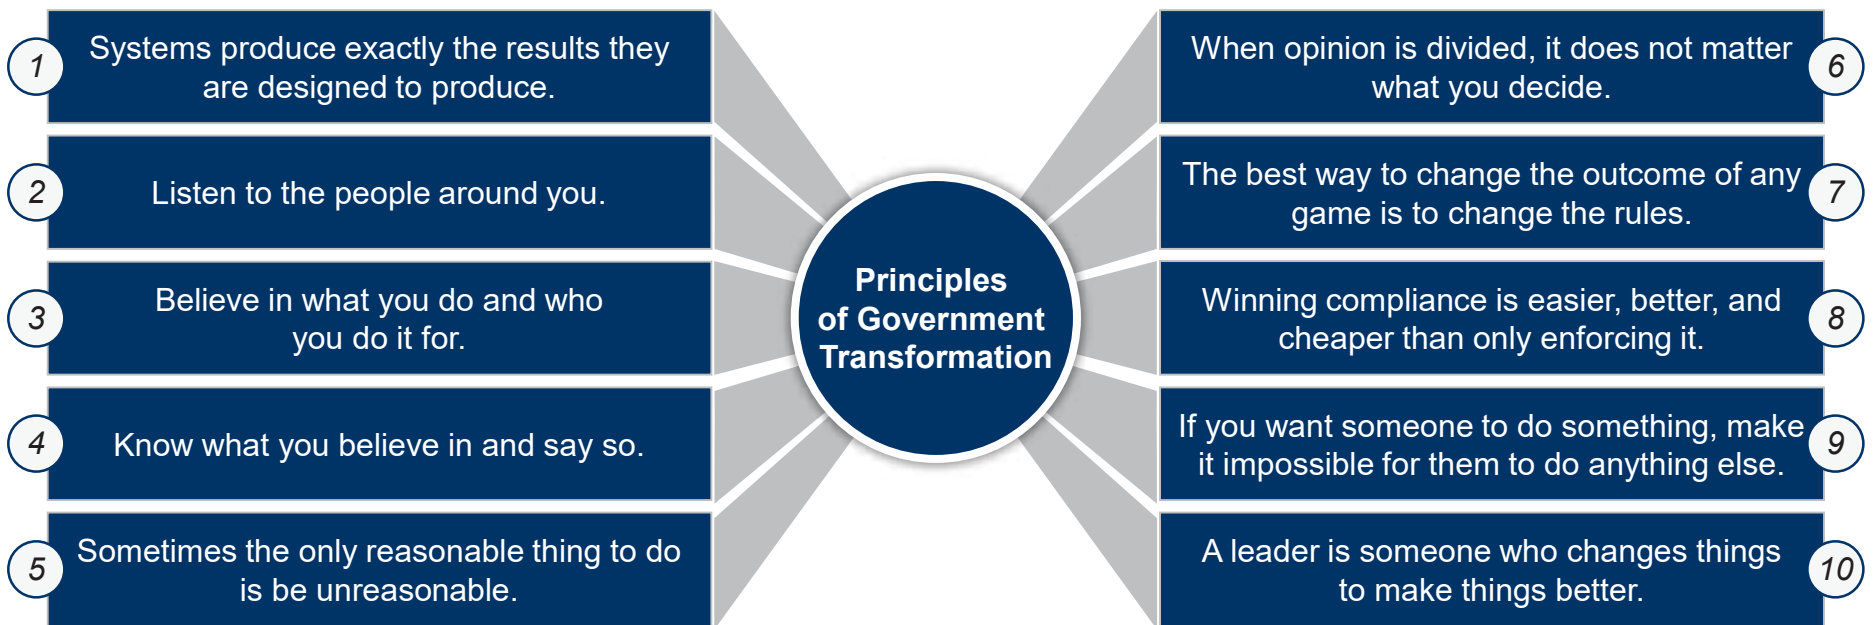 1
Systems produce exactly the results they
are designed to produce.
2
Listen to the people around you.
3
Believe in what you do and who
you do it for.
4
Know what you believe in and say so.
5
Sometimes the only reasonable thing to do
is be unreasonable.
Principles
of Government
Transformation
When opinion is divided, it does not matter
what you decide.
6
The best way to change the outcome of any
game is to change the rules.
7
Winning compliance is easier, better, and
cheaper than only enforcing it.
8
If you want someone to do something, make
it impossible for them to do anything else.
9
A leader is someone who changes things
to make things better.
10